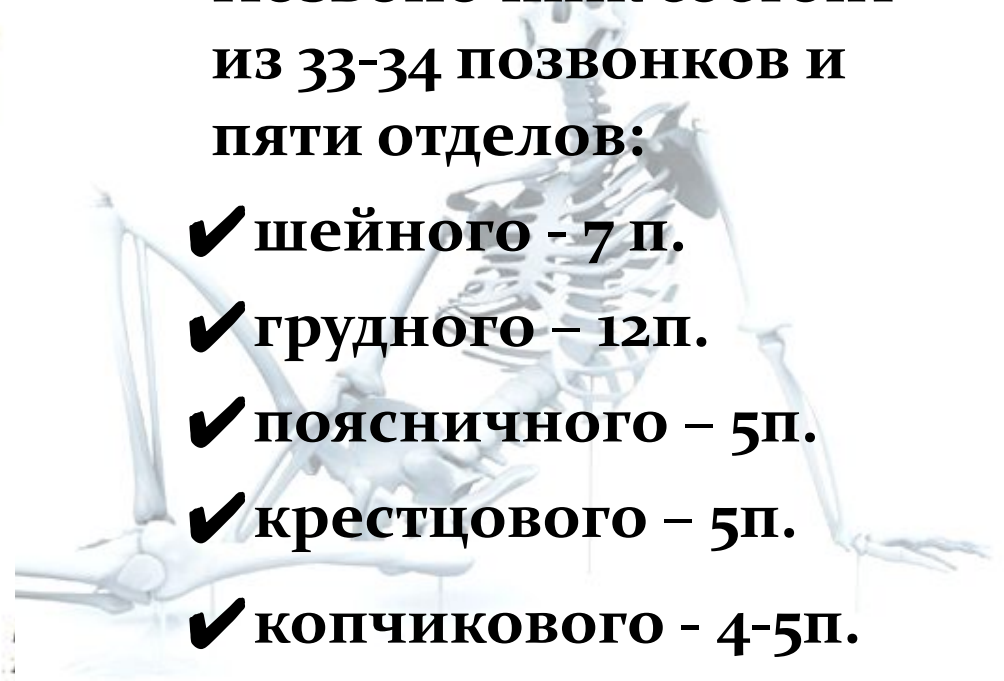 из 33-34 позвонков и
пяти отделов:
✔шейного - 7 п.
✔грудного – 12п.
✔поясничного – 5п.
✔крестцового – 5п.
✔копчикового - 4-5п.